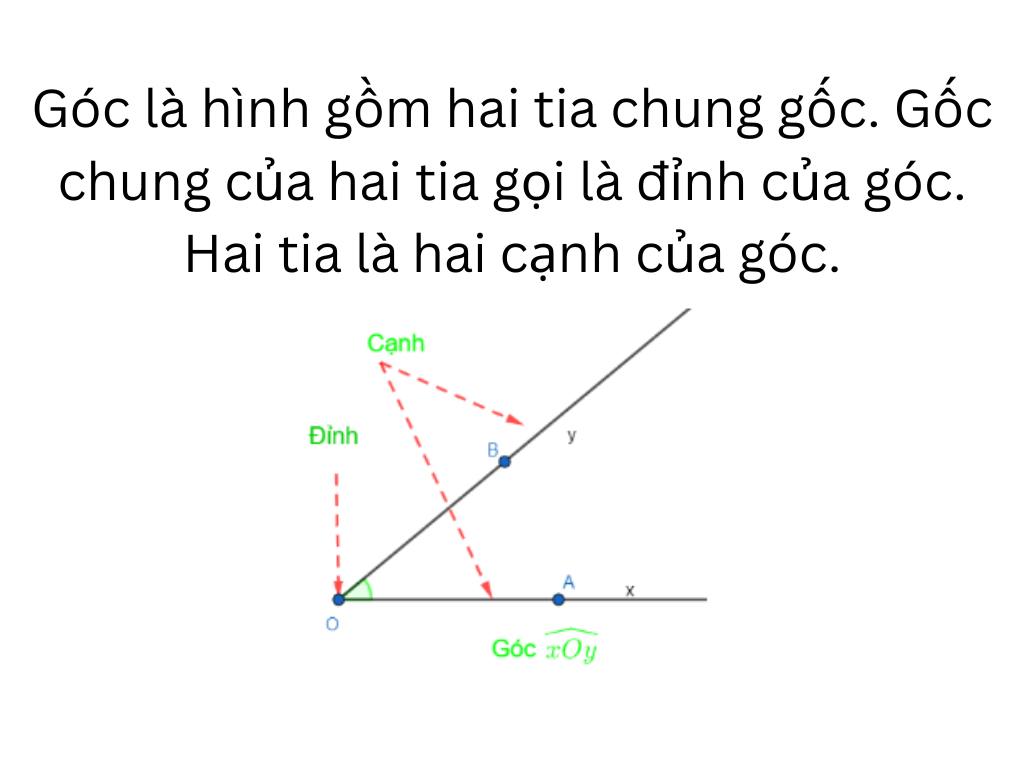 Góc là hình gồm hai tia chung gốc. Gốc
chung của hai tia gọi là đỉnh của góc.
Hai tia là hai cạnh của góc.
Cạnh
Đỉnh
B
y
A
x
O
Góc $\widehat{xOy}$